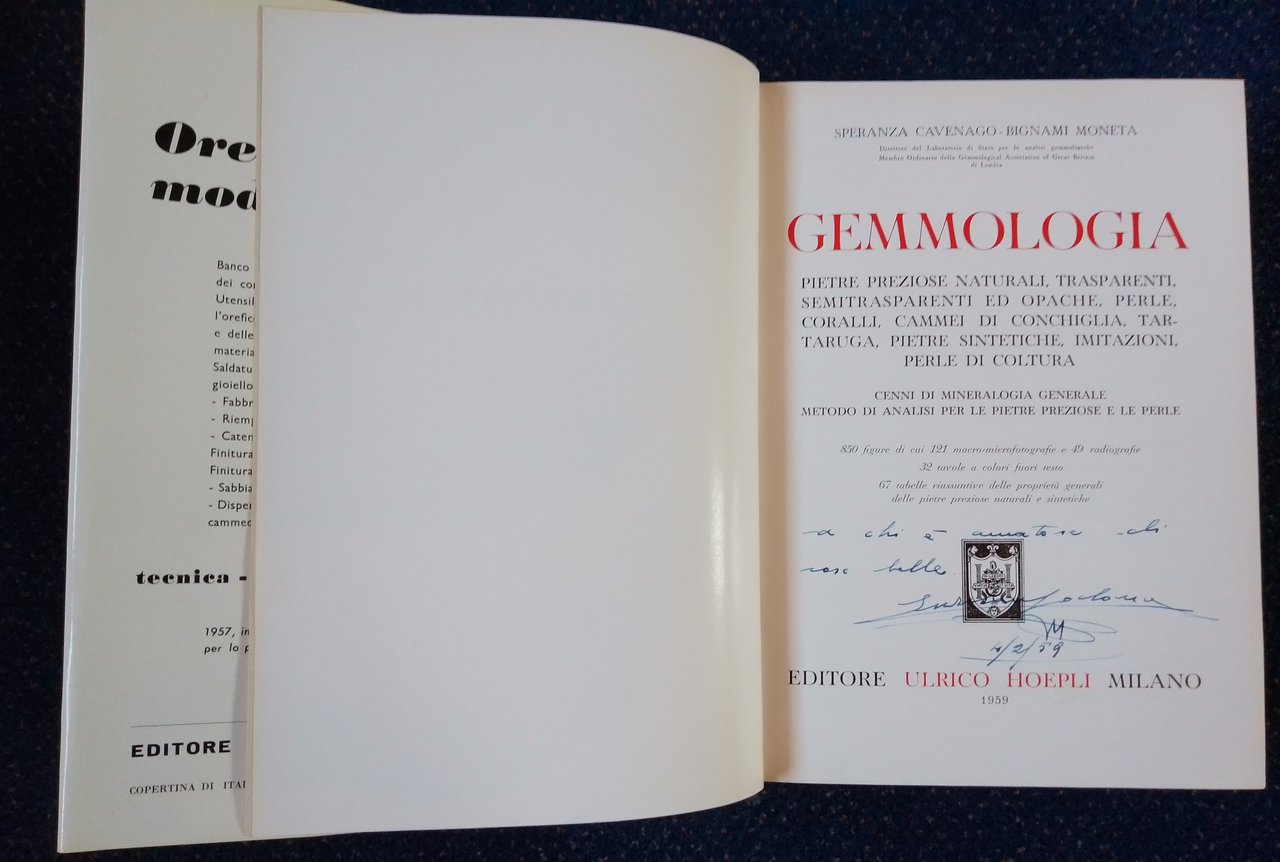 Ore
mod
Banco
dei co
Utensil
l'orefic
e delle
materia
Saldatu
gioiello
- Fabbr
- Riemp
- Caten
Finitura
Finitura
- Sabbia
- Disper
cammeo
tecnica -
1957, in
per lo p
EDITORE
COPERTINA DI ITAL
SPERANZA CAVENAGO-BIGNAMI MONETA
Direttore del Laboratorio di Stato per le analisi gemmologiche
Membro Ordinario della Gemmological Association of Great Britain
di Londra
GEMMOLOGIA
PIETRE PREZIOSE NATURALI, TRASPARENTI,
SEMITRASPARENTI ED OPACHE, PERLE,
CORALLI, CAMMEI DI CONCHIGLIA, TAR-
TARUGA, PIETRE SINTETICHE, IMITAZIONI,
PERLE DI COLTURA
CENNI DI MINERALOGIA GENERALE
METODO DI ANALISI PER LE PIETRE PREZIOSE E LE PERLE
850 figure di cui 121 macro-microfotografie e 49 radiografie
32 tavole a colori fuori testo
67 tabelle riassuntive delle proprietà generali
delle pietre preziose naturali e sintetiche
a chi è amatore di
cose belle
/2/59
EDITORE ULRICO HOEPLI MILANO
1959